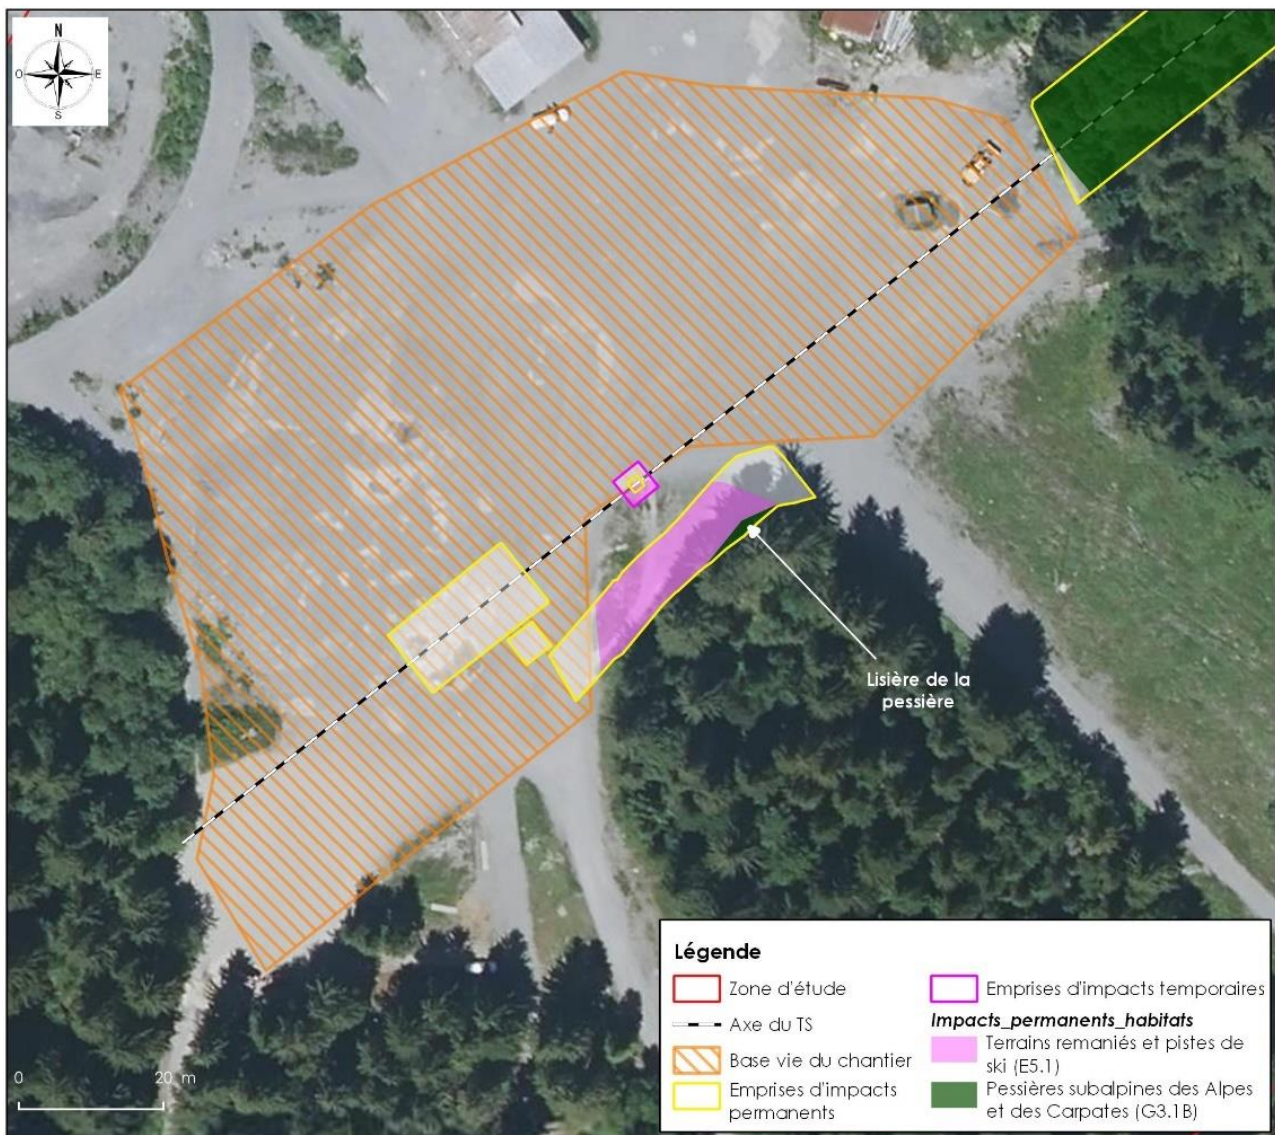 N
O
E
S
Lisière de la
pessière
0
20 m
Légende
Zone d'étude
Axe du TS
Base vie du chantier
Emprises d'impacts
permanents
Emprises d'impacts temporaires
Impacts_permanents_habitats
Terrains remaniés et pistes de
ski (E5.1)
Pessières subalpines des Alpes
et des Carpates (G3.1B)